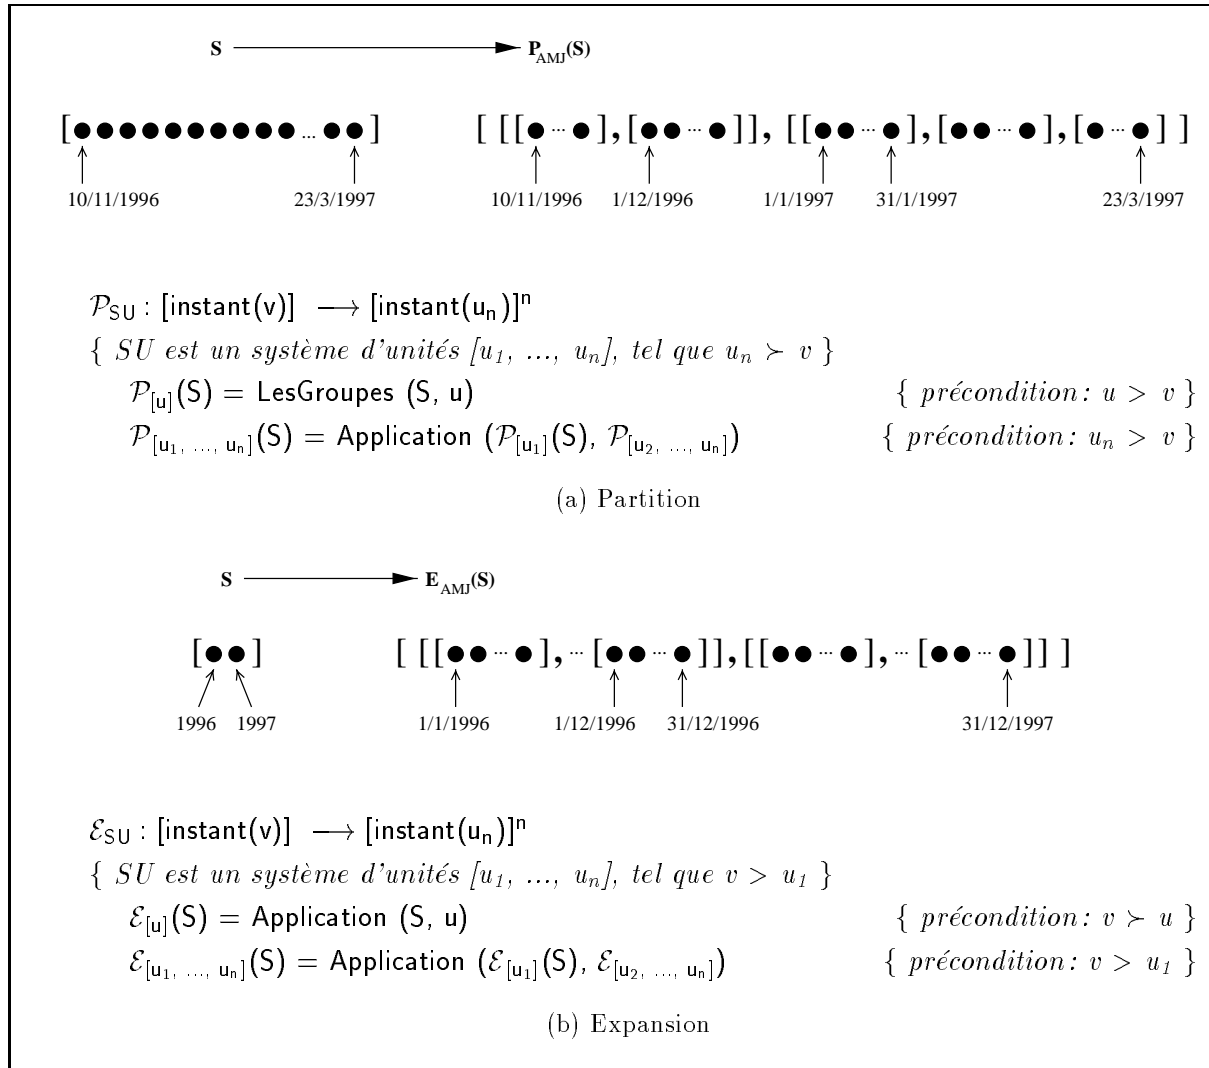 S P_AMJ(S)
[●●●●●●●●●● ... ●●] [ [[● ... ●],[●● ... ●]], [[●● ... ●],[●● ... ●],[● ... ●] ]
10/11/1996 23/3/1997 10/11/1996 1/12/1996 1/1/1997 31/1/1997 23/3/1997
𝒫_SU : [instant(v)] ⟶ [instant(u_n)]^n
{ SU est un système d'unités [u_1, ..., u_n], tel que u_n ≻ v }
𝒫_[u](S) = LesGroupes (S, u) { précondition : u > v }
𝒫_[u_1, ..., u_n](S) = Application (𝒫_[u_1](S), 𝒫_[u_2, ..., u_n]) { précondition : u_n > v }
(a) Partition
S E_AMJ(S)
[●●] [ [[●● ... ●], ... [●● ... ●]],[[●● ... ●], ... [●● ... ●]] ]
1996 1997 1/1/1996 1/12/1996 31/12/1996 31/12/1997
ℰ_SU : [instant(v)] ⟶ [instant(u_n)]^n
{ SU est un système d'unités [u_1, ..., u_n], tel que v > u_1 }
ℰ_[u](S) = Application (S, u) { précondition : v ≻ u }
ℰ_[u_1, ..., u_n](S) = Application (ℰ_[u_1](S), ℰ_[u_2, ..., u_n]) { précondition : v > u_1 }
(b) Expansion